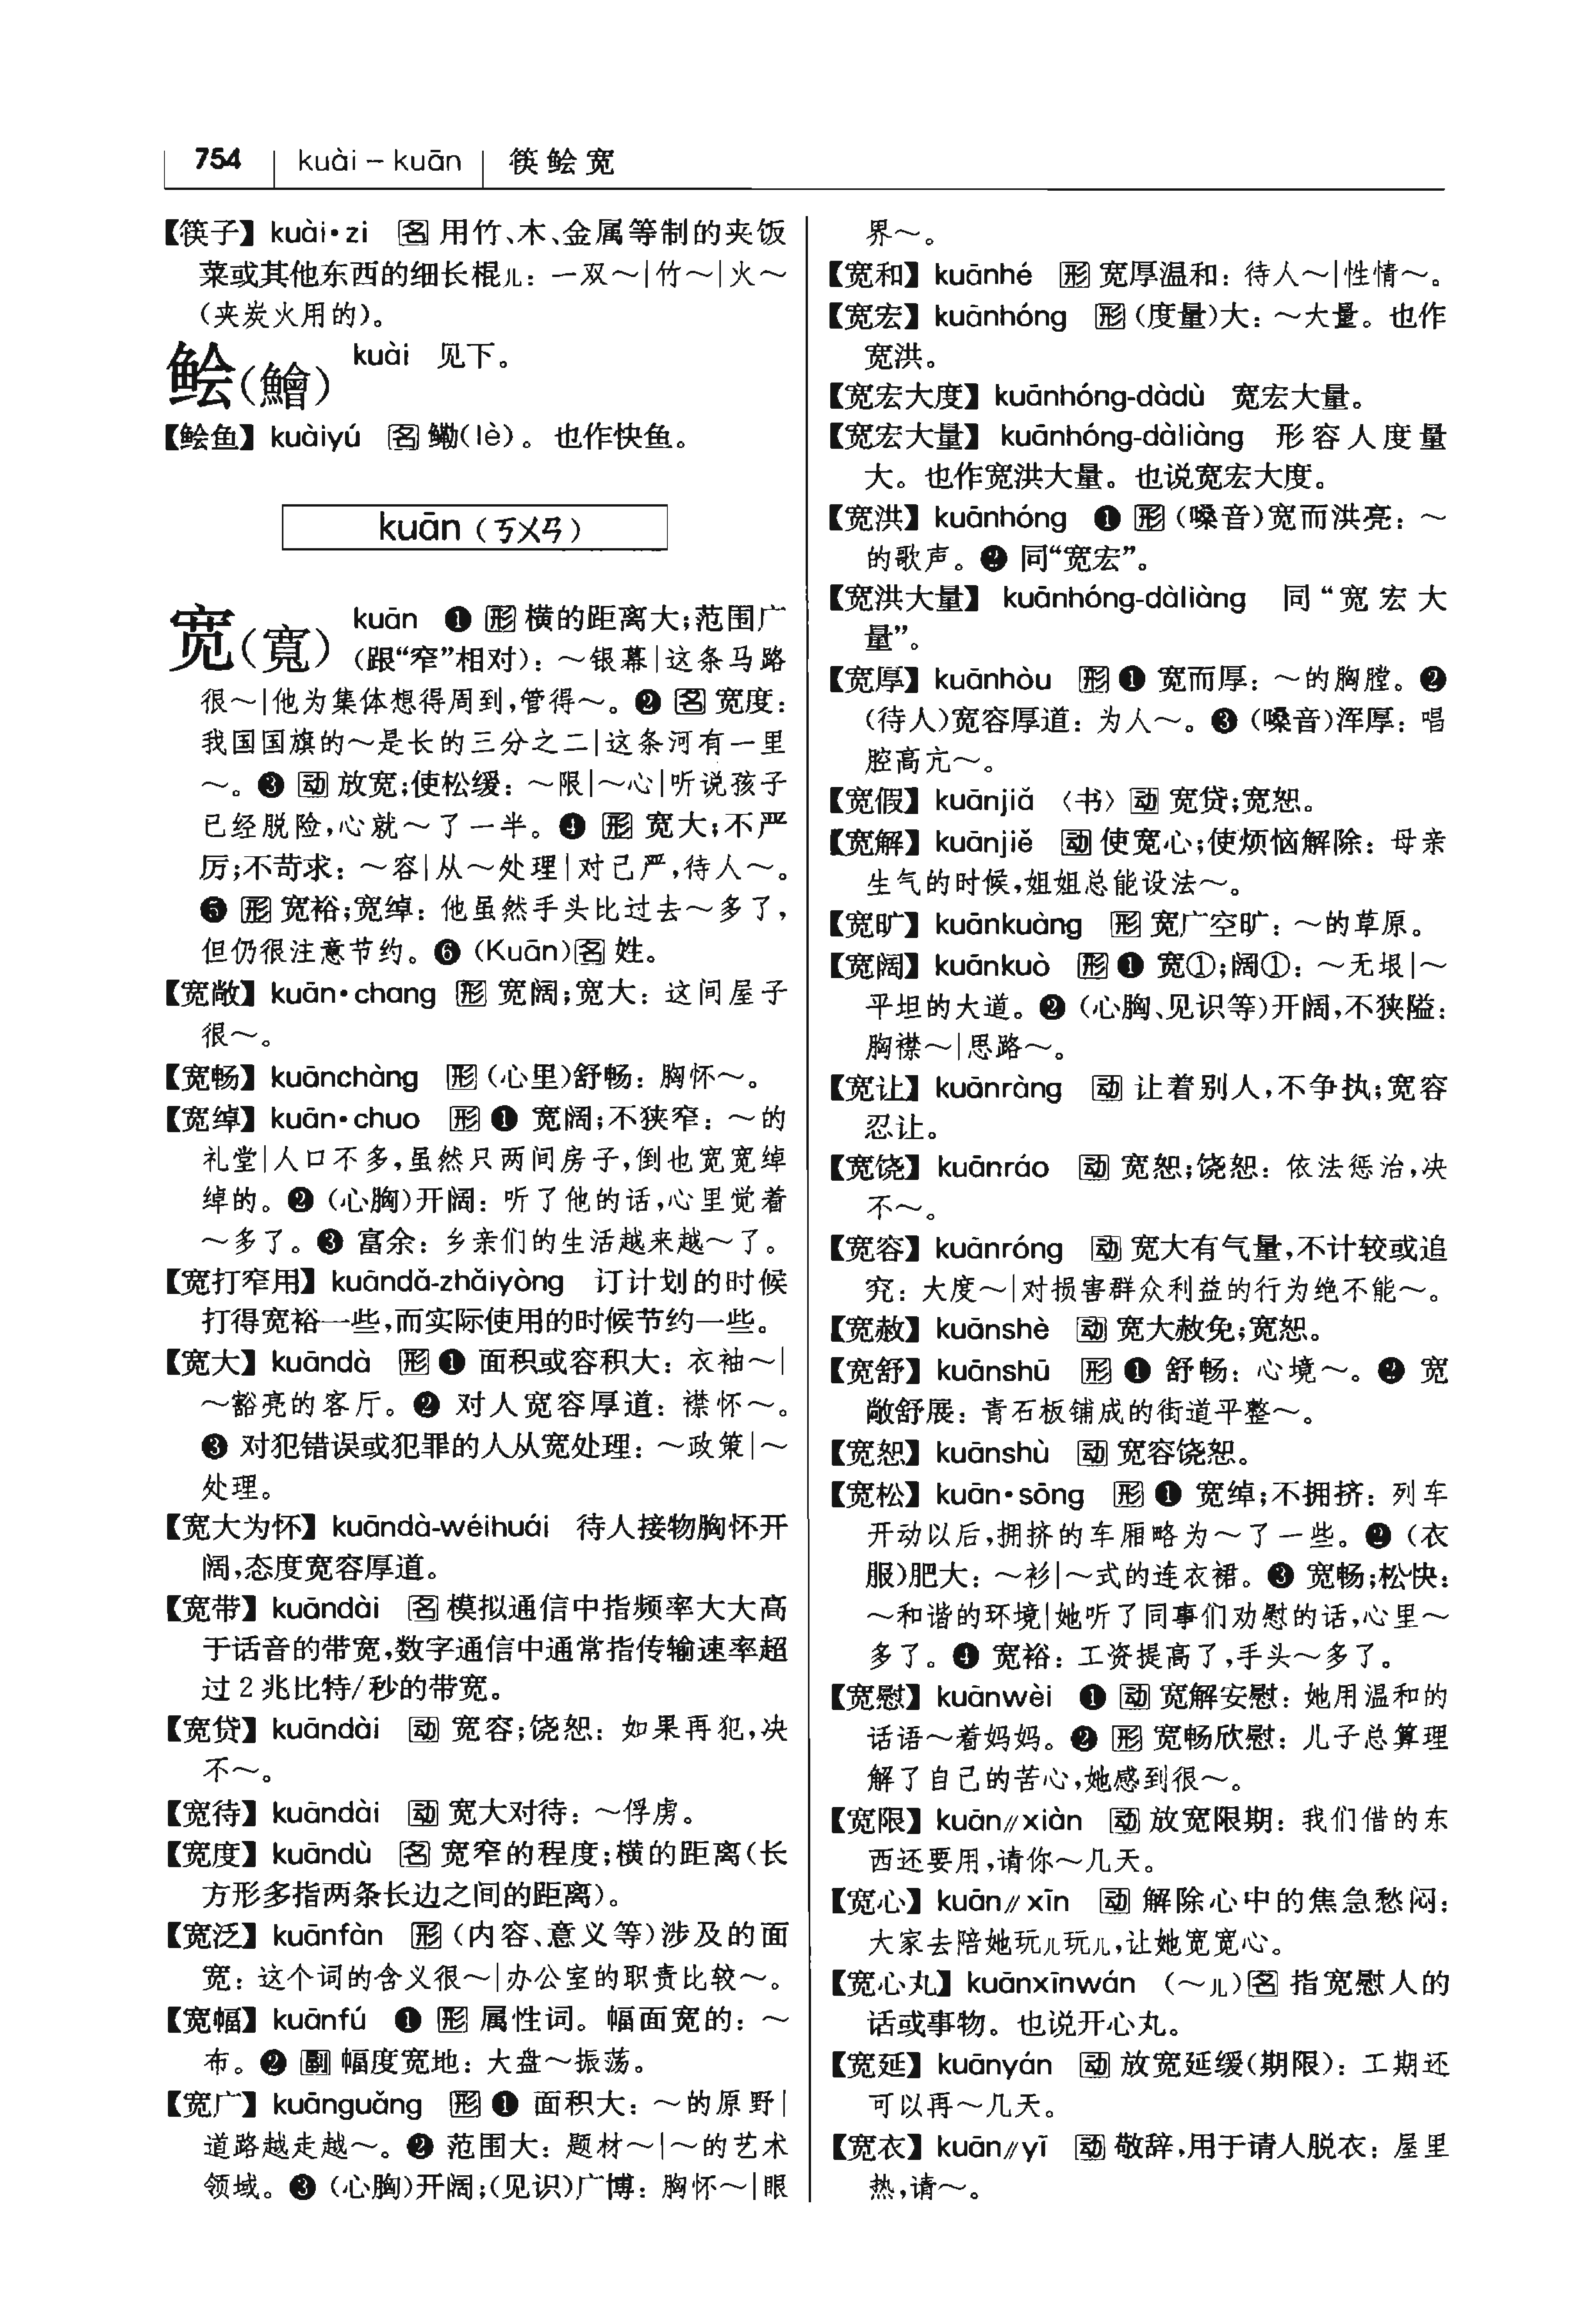 754 kuài – kuān 筷鲙宽
【筷子】 kuài·zi 名 用竹、木、金属等制的夹饭
菜或其他东西的细长棍儿：一双～|竹～|火～
（夹炭火用的）。
鲙（鱠） kuài 见下。
【鲙鱼】 kuàiyú 名 鳓（lè）。也作快鱼。
kuān（ㄎㄨㄢ）
宽（寬） kuān ❶ 形 横的距离大；范围广
（跟“窄”相对）：～银幕|这条马路
很～|他为集体想得周到，管得～。❷ 名 宽度：
我国国旗的～是长的三分之二|这条河有一里
～。❸ 动 放宽；使松缓：～限|～心|听说孩子
已经脱险，心就～了一半。❹ 形 宽大；不严
厉；不苛求：～容|从～处理|对己严，待人～。
❺ 形 宽裕；宽绰：他虽然手头比过去～多了，
但仍很注意节约。❻ （Kuān）名 姓。
【宽敞】 kuān·chang 形 宽阔；宽大：这间屋子
很～。
【宽畅】 kuānchàng 形 （心里）舒畅：胸怀～。
【宽绰】 kuān·chuo 形 ❶ 宽阔；不狭窄：～的
礼堂|人口不多，虽然只两间房子，倒也宽宽绰
绰的。❷ （心胸）开阔：听了他的话，心里觉着
～多了。❸ 富余：乡亲们的生活越来越～了。
【宽打窄用】 kuāndǎ-zhǎiyòng 订计划的时候
打得宽裕一些，而实际使用的时候节约一些。
【宽大】 kuāndà 形 ❶ 面积或容积大：衣袖～|
～豁亮的客厅。❷ 对人宽容厚道：襟怀～。
❸ 对犯错误或犯罪的人从宽处理：～政策|～
处理。
【宽大为怀】 kuāndà-wéihuái 待人接物胸怀开
阔，态度宽容厚道。
【宽带】 kuāndài 名 模拟通信中指频率大大高
于话音的带宽，数字通信中通常指传输速率超
过2兆比特/秒的带宽。
【宽贷】 kuāndài 动 宽容；饶恕：如果再犯，决
不～。
【宽待】 kuāndài 动 宽大对待：～俘虏。
【宽度】 kuāndù 名 宽窄的程度；横的距离（长
方形多指两条长边之间的距离）。
【宽泛】 kuānfàn 形 （内容、意义等）涉及的面
宽：这个词的含义很～|办公室的职责比较～。
【宽幅】 kuānfú ❶ 形 属性词。幅面宽的：～
布。❷ 副 幅度宽地：大盘～振荡。
【宽广】 kuānguǎng 形 ❶ 面积大：～的原野|
道路越走越～。❷ 范围大：题材～|～的艺术
领域。❸ （心胸）开阔；（见识）广博：胸怀～|眼
界～。
【宽和】 kuānhé 形 宽厚温和：待人～|性情～。
【宽宏】 kuānhóng 形 （度量）大：～大量。也作
宽洪。
【宽宏大度】 kuānhóng-dàdù 宽宏大量。
【宽宏大量】 kuānhóng-dàliàng 形容人度量
大。也作宽洪大量。也说宽宏大度。
【宽洪】 kuānhóng ❶ 形 （嗓音）宽而洪亮：～
的歌声。❷ 同“宽宏”。
【宽洪大量】 kuānhóng-dàliàng 同“宽宏大
量”。
【宽厚】 kuānhòu 形 ❶ 宽而厚：～的胸膛。❷
（待人）宽容厚道：为人～。❸ （嗓音）浑厚：唱
腔高亢～。
【宽假】 kuānjiǎ 〈书〉动 宽贷；宽恕。
【宽解】 kuānjiě 动 使宽心；使烦恼解除：母亲
生气的时候，姐姐总能设法～。
【宽旷】 kuānkuàng 形 宽广空旷：～的草原。
【宽阔】 kuānkuò 形 ❶ 宽①；阔①：～无垠|～
平坦的大道。❷ （心胸、见识等）开阔，不狭隘：
胸襟～|思路～。
【宽让】 kuānràng 动 让着别人，不争执；宽容
忍让。
【宽饶】 kuānráo 动 宽恕；饶恕：依法惩治，决
不～。
【宽容】 kuānróng 动 宽大有气量，不计较或追
究：大度～|对损害群众利益的行为绝不能～。
【宽赦】 kuānshè 动 宽大赦免；宽恕。
【宽舒】 kuānshū 形 ❶ 舒畅：心境～。❷ 宽
敞舒展：青石板铺成的街道平整～。
【宽恕】 kuānshù 动 宽容饶恕。
【宽松】 kuān·sōng 形 ❶ 宽绰；不拥挤：列车
开动以后，拥挤的车厢略为～了一些。❷ （衣
服）肥大：～衫|～式的连衣裙。❸ 宽畅；松快：
～和谐的环境|她听了同事们劝慰的话，心里～
多了。❹ 宽裕：工资提高了，手头～多了。
【宽慰】 kuānwèi ❶ 动 宽解安慰：她用温和的
话语～着妈妈。❷ 形 宽畅欣慰：儿子总算理
解了自己的苦心，她感到很～。
【宽限】 kuān∥xiàn 动 放宽限期：我们借的东
西还要用，请你～几天。
【宽心】 kuān∥xīn 动 解除心中的焦急愁闷：
大家去陪她玩儿玩儿，让她宽宽心。
【宽心丸】 kuānxīnwán （～儿）名 指宽慰人的
话或事物。也说开心丸。
【宽延】 kuānyán 动 放宽延缓（期限）：工期还
可以再～几天。
【宽衣】 kuān∥yī 动 敬辞，用于请人脱衣：屋里
热，请～。